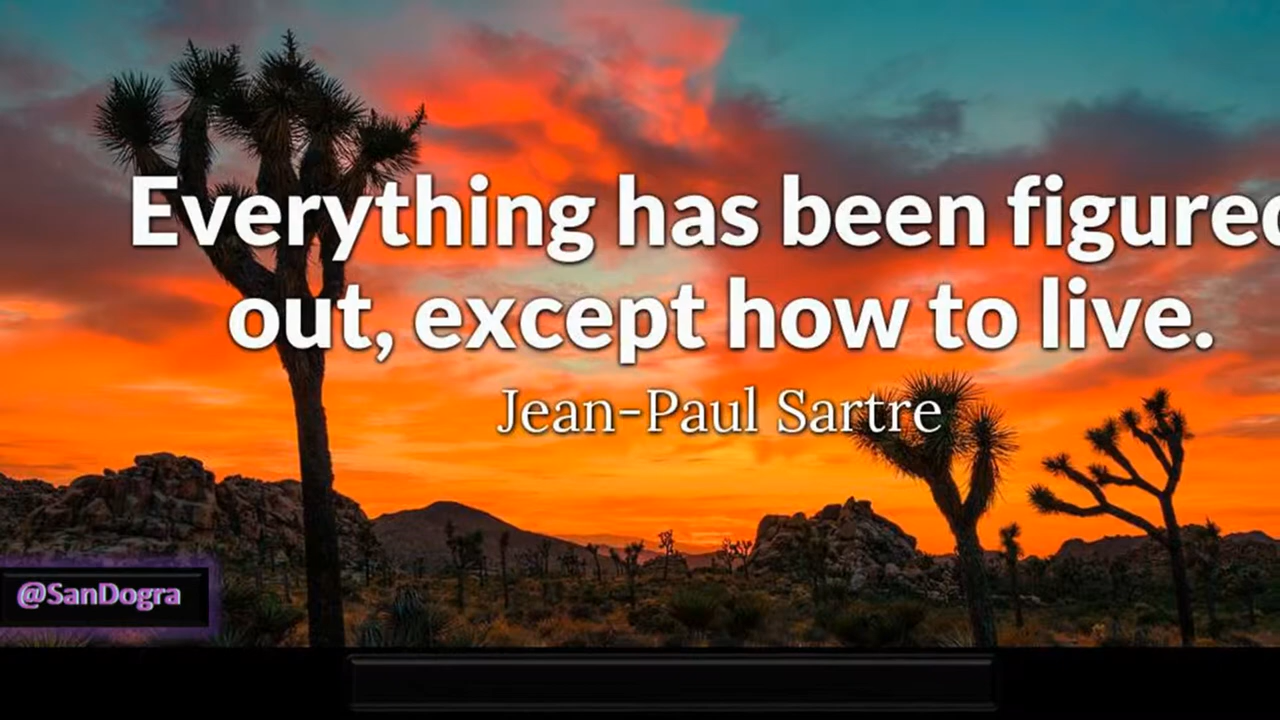 Everything has been figured
out, except how to live.
Jean-Paul Sartre
@SanDogra